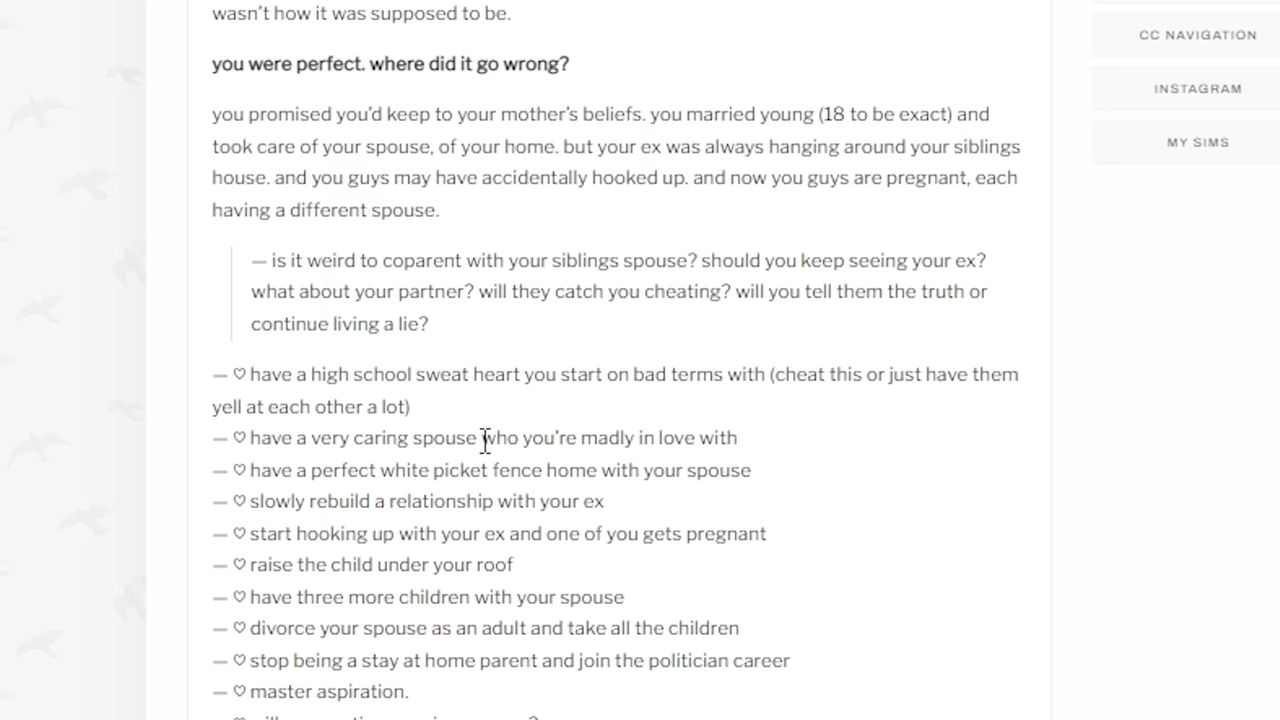 wasn't how it was supposed to be.
you were perfect. where did it go wrong?
you promised you'd keep to your mother's beliefs. you married young (18 to be exact) and
took care of your spouse, of your home. but your ex was always hanging around your siblings
house. and you guys may have accidentally hooked up. and now you guys are pregnant, each
having a different spouse.
— is it weird to coparent with your siblings spouse? should you keep seeing your ex?
what about your partner? will they catch you cheating? will you tell them the truth or
continue living a lie?
— ♡ have a high school sweat heart you start on bad terms with (cheat this or just have them
yell at each other a lot)
— ♡ have a very caring spouse who you're madly in love with
— ♡ have a perfect white picket fence home with your spouse
— ♡ slowly rebuild a relationship with your ex
— ♡ start hooking up with your ex and one of you gets pregnant
— ♡ raise the child under your roof
— ♡ have three more children with your spouse
— ♡ divorce your spouse as an adult and take all the children
— ♡ stop being a stay at home parent and join the politician career
— ♡ master aspiration.
CC NAVIGATION
INSTAGRAM
MY SIMS